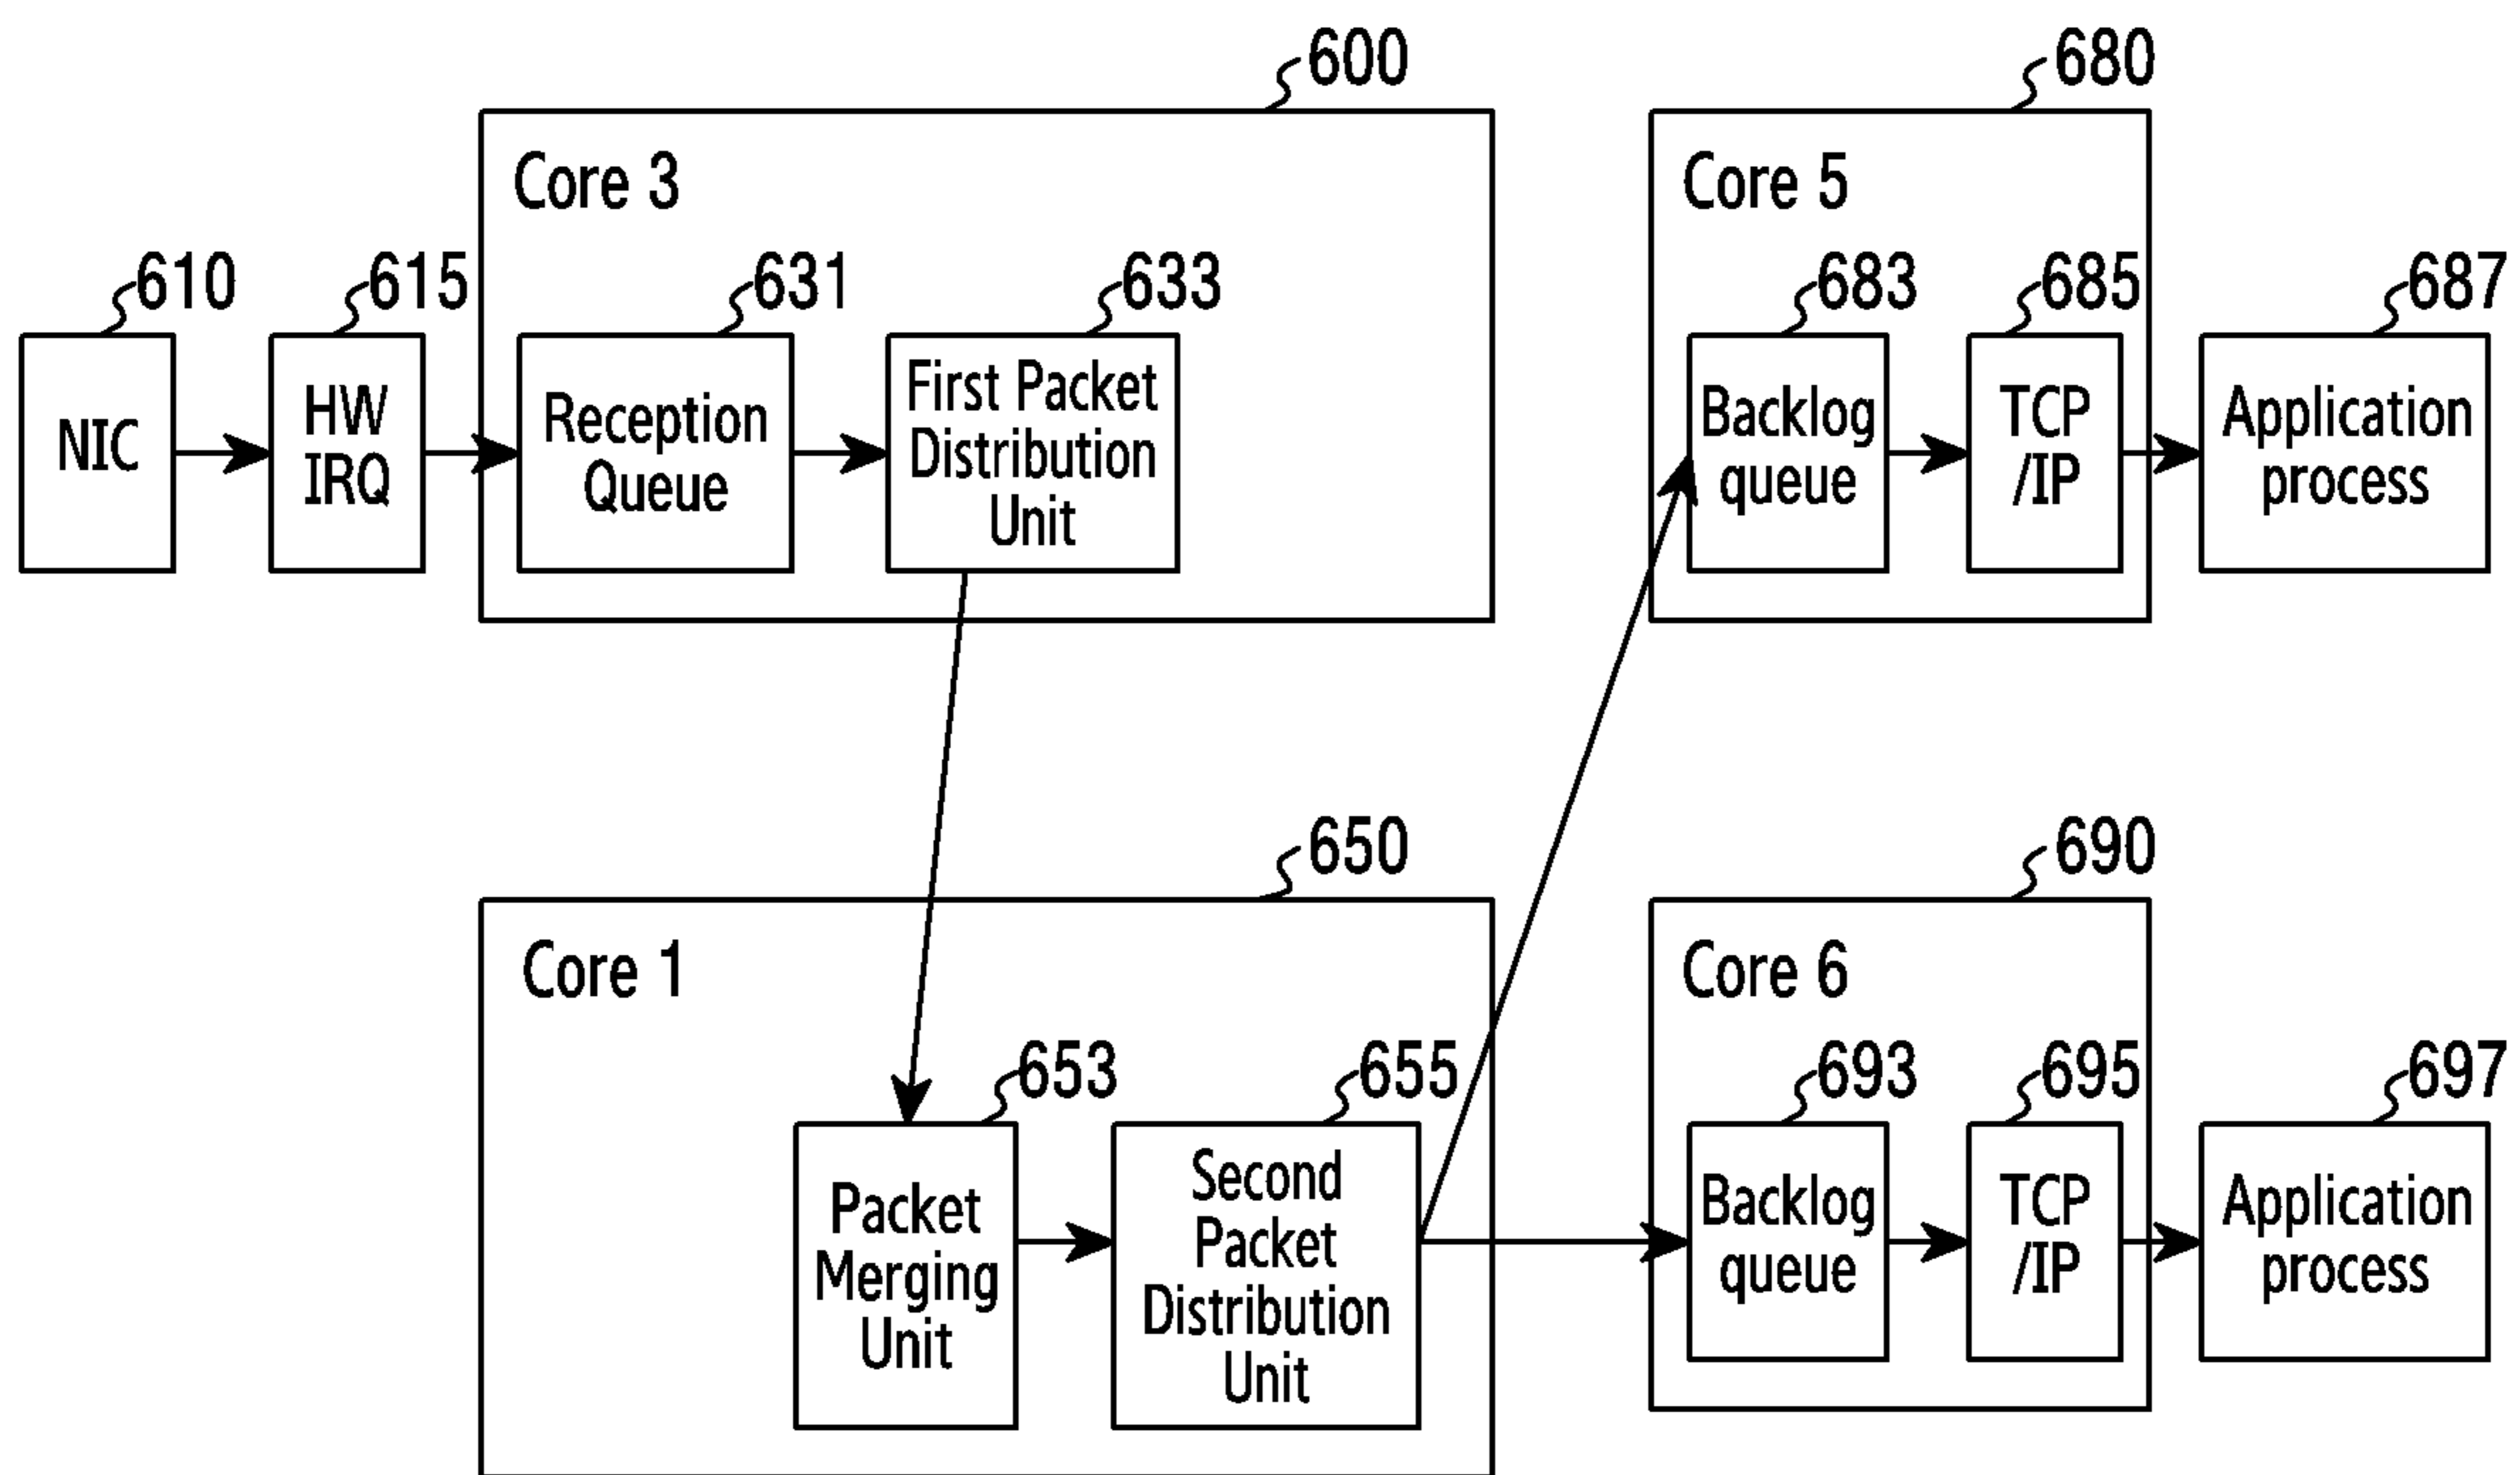 600
680
Core 3
Core 5
610
615
631
633
683
685
687
NIC
HW
IRQ
Reception
Queue
First Packet
Distribution
Unit
Backlog
queue
TCP
/IP
Application
process
650
690
Core 1
Core 6
653
655
693
695
697
Packet
Merging
Unit
Second
Packet
Distribution
Unit
Backlog
queue
TCP
/IP
Application
process